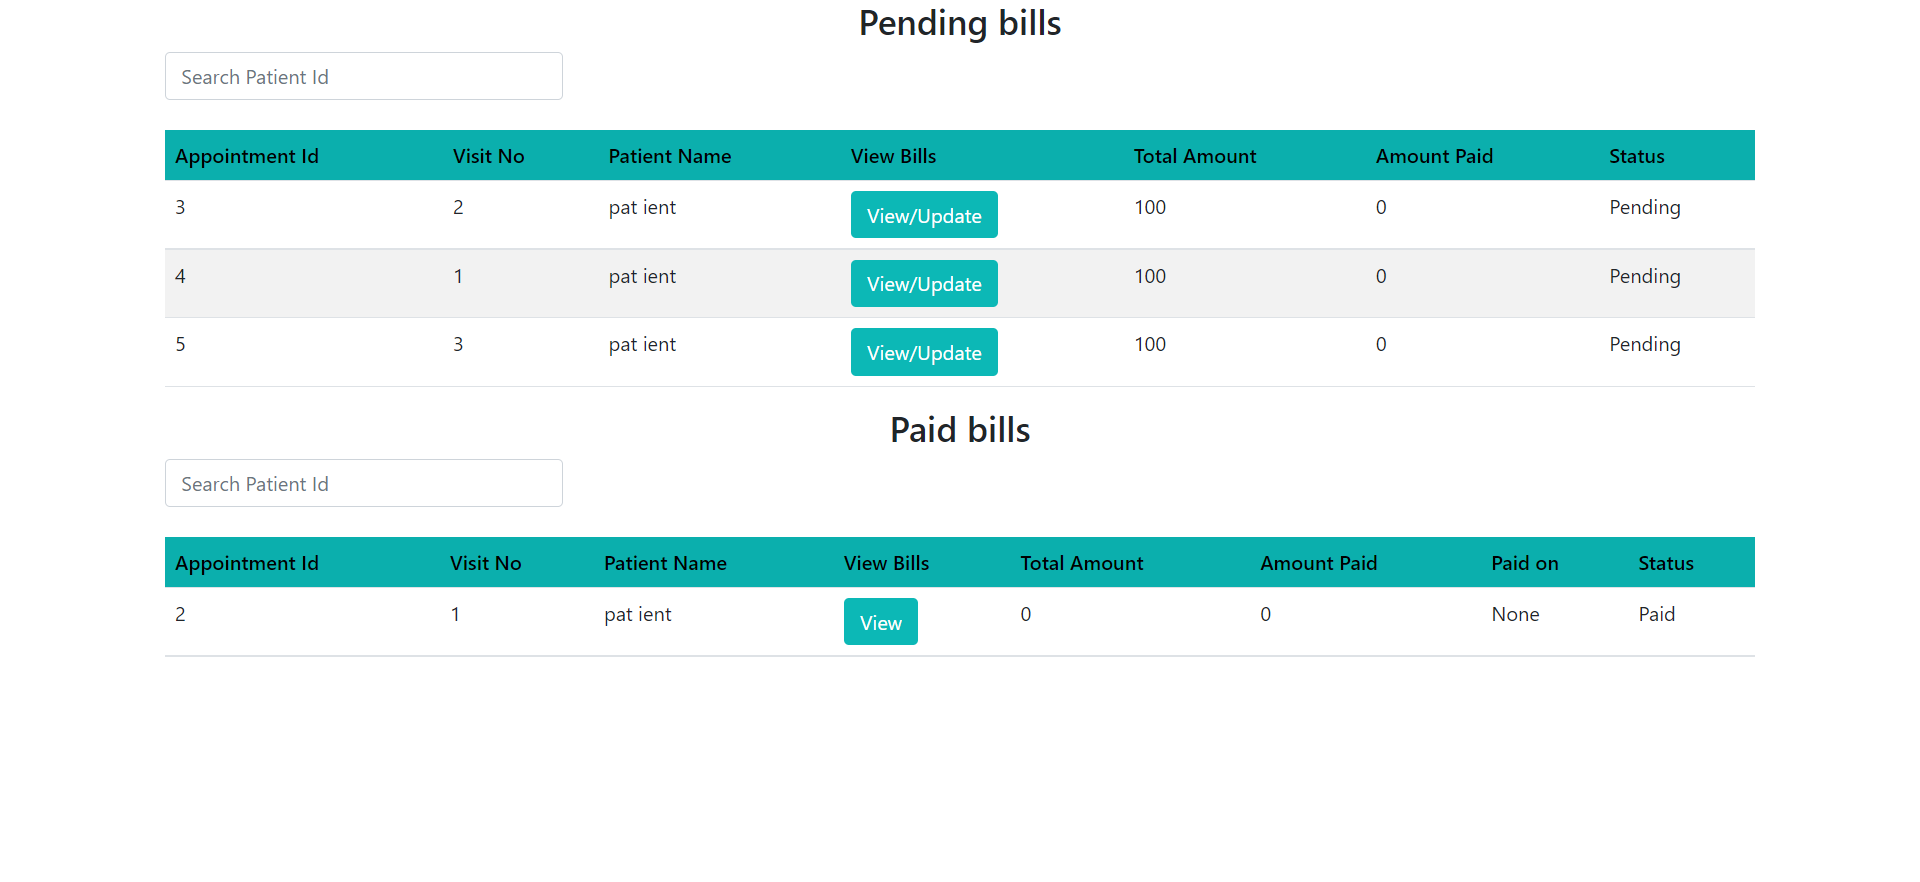 Pending bills
Search Patient Id
Appointment Id Visit No Patient Name View Bills Total Amount Amount Paid Status
3 2 pat ient View/Update 100 0 Pending
4 1 pat ient View/Update 100 0 Pending
5 3 pat ient View/Update 100 0 Pending
Paid bills
Search Patient Id
Appointment Id Visit No Patient Name View Bills Total Amount Amount Paid Paid on Status
2 1 pat ient View 0 0 None Paid